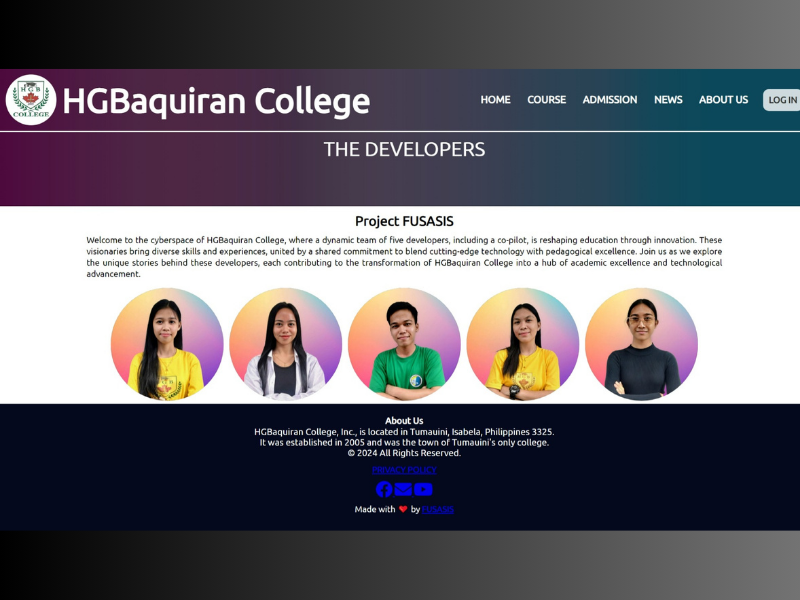 HGB
COLLEGE
HGBaquiran College
HOME COURSE ADMISSION NEWS ABOUT US LOG IN
THE DEVELOPERS
Project FUSASIS
Welcome to the cyberspace of HGBaquiran College, where a dynamic team of five developers, including a co-pilot, is reshaping education through innovation. These
visionaries bring diverse skills and experiences, united by a shared commitment to blend cutting-edge technology with pedagogical excellence. Join us as we explore
the unique stories behind these developers, each contributing to the transformation of HGBaquiran College into a hub of academic excellence and technological
advancement.
About Us
HGBaquiran College, Inc., is located in Tumauini, Isabela, Philippines 3325.
It was established in 2005 and was the town of Tumauini's only college.
© 2024 All Rights Reserved.
PRIVACY POLICY
Made with ❤ by FUSASIS